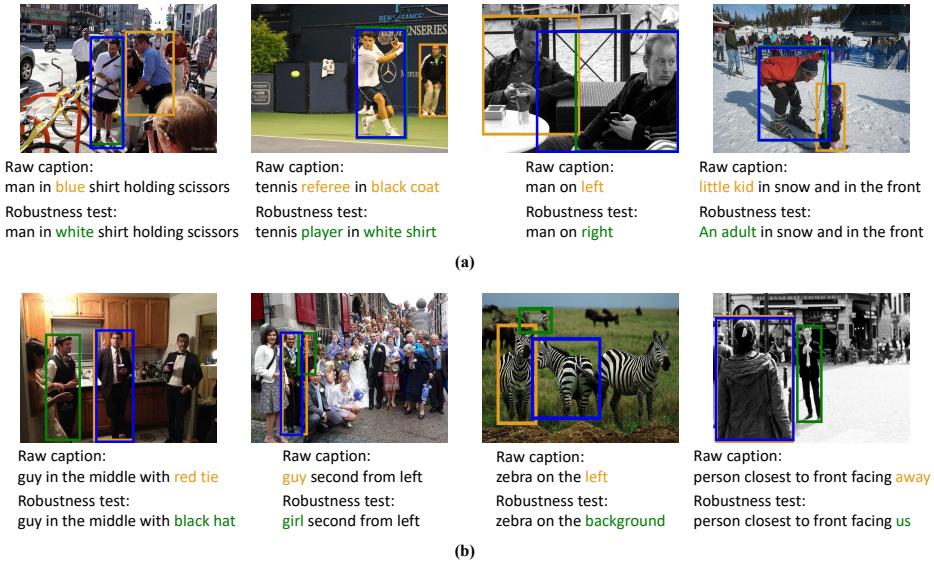 RENAISSANCE
Steven Vance
Raw caption:
man in blue shirt holding scissors
Robustness test:
man in white shirt holding scissors
Raw caption:
tennis referee in black coat
Robustness test:
tennis player in white shirt
Raw caption:
man on left
Robustness test:
man on right
Raw caption:
little kid in snow and in the front
Robustness test:
An adult in snow and in the front
(a)
Raw caption:
guy in the middle with red tie
Robustness test:
guy in the middle with black hat
Raw caption:
guy second from left
Robustness test:
girl second from left
Raw caption:
zebra on the left
Robustness test:
zebra on the background
Raw caption:
person closest to front facing away
Robustness test:
person closest to front facing us
(b)